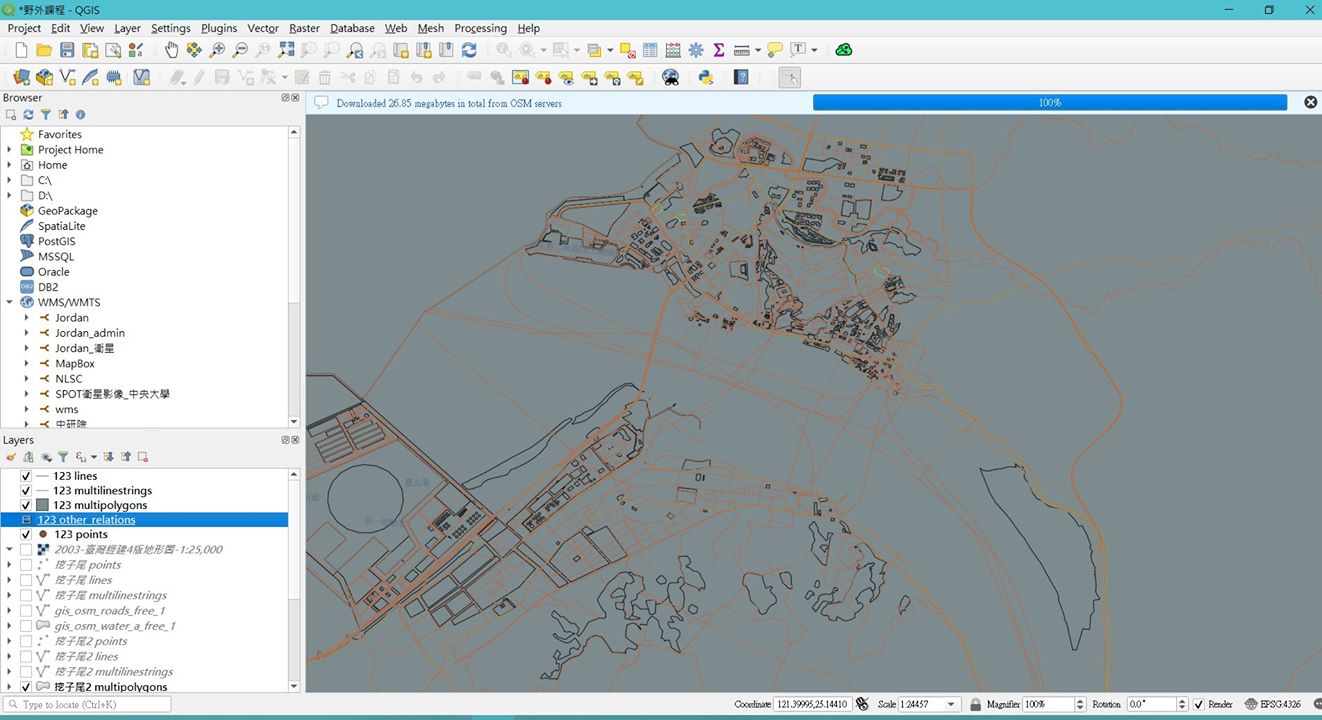 *野外課程 - QGIS
Project Edit View Layer Settings Plugins Vector Raster Database Web Mesh Processing Help
Browser
Downloaded 26.85 megabytes in total from OSM servers
100%
Favorites
Project Home
Home
C:\
D:\
GeoPackage
SpatiaLite
PostGIS
MSSQL
Oracle
DB2
WMS/WMTS
Jordan
Jordan_admin
Jordan_衛星
MapBox
NLSC
SPOT衛星影像_中央大學
wms
中研院
Layers
123 lines
123 multilinestrings
123 multipolygons
123 other_relations
123 points
2003-臺灣經建4版地形圖-1:25,000
挖子尾 points
挖子尾 lines
挖子尾 multilinestrings
gis_osm_roads_free_1
gis_osm_water_a_free_1
挖子尾2 points
挖子尾2 lines
挖子尾2 multilinestrings
挖子尾2 multipolygons
臺北港
Type to locate (Ctrl+K)
Coordinate 121.39995,25.14410 Scale 1:24457 Magnifier 100% Rotation 0.0° Render EPSG:4326